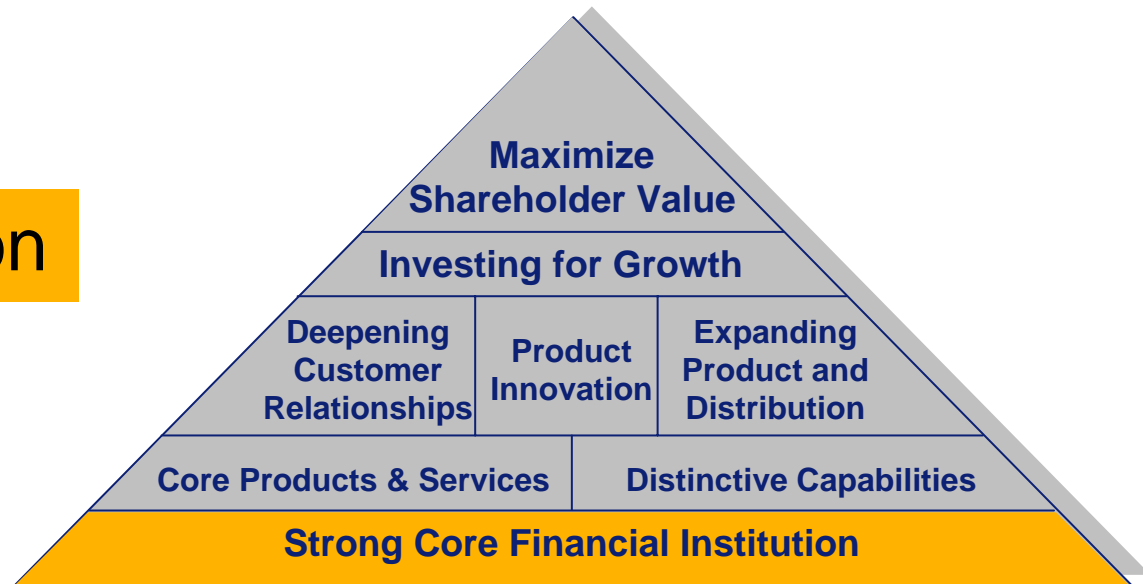 Maximize
Shareholder Value
on
Investing for Growth
Deepening
Customer
Relationships
Product
Innovation
Expanding
Product and
Distribution
Core Products & Services
Distinctive Capabilities
Strong Core Financial Institution